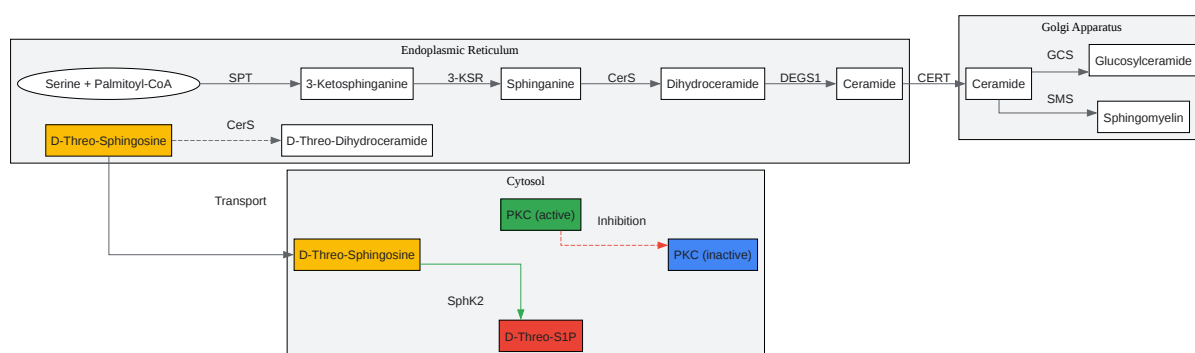 Golgi Apparatus
Endoplasmic Reticulum
Serine + Palmitoyl-CoA
SPT
3-Ketosphinganine
3-KSR
Sphinganine
CerS
Dihydroceramide
DEGS1
Ceramide
CERT
Ceramide
GCS
Glucosylceramide
SMS
Sphingomyelin
D-Threo-Sphingosine
CerS
D-Threo-Dihydroceramide
Transport
Cytosol
PKC (active)
Inhibition
D-Threo-Sphingosine
PKC (inactive)
SphK2
D-Threo-S1P